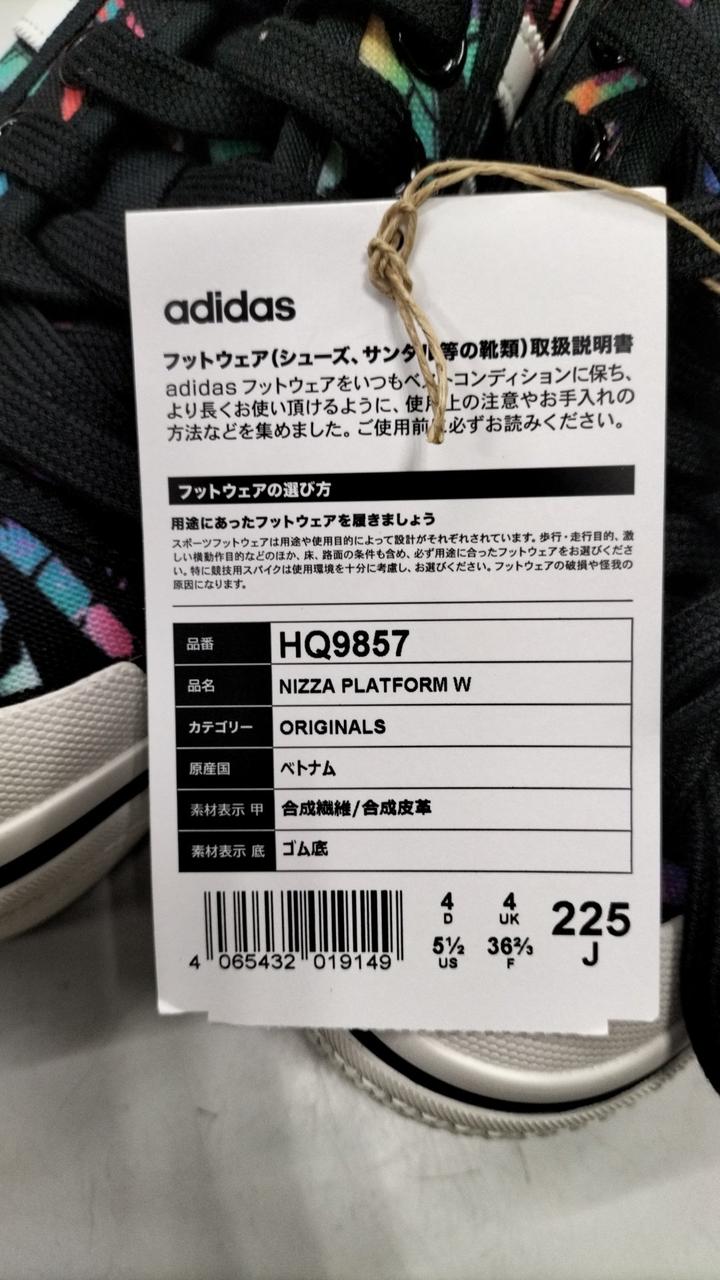 adidas
フットウェア(シューズ、サンダル等の靴類)取扱説明書
adidas フットウェアをいつもベストコンディションに保ち、
より長くお使い頂けるように、使用上の注意やお手入れの
方法などを集めました。ご使用前に必ずお読みください。
フットウェアの選び方
用途にあったフットウェアを履きましょう
スポーツフットウェアは用途や使用目的によって設計がそれぞれされています。歩行・走行目的、激
しい横動作目的などのほか、床、路面の条件も含め、必ず用途に合ったフットウェアをお選びくださ
い。特に競技用スパイクは使用環境を十分に考慮し、お選びください。フットウェアの破損や怪我の
原因になります。
品番 HQ9857
品名 NIZZA PLATFORM W
カテゴリー ORIGINALS
原産国 ベトナム
素材表示 甲 合成繊維/合成皮革
素材表示 底 ゴム底
4 065432 019149
4 D
4 UK
5½ US
36⅔ F
225 J